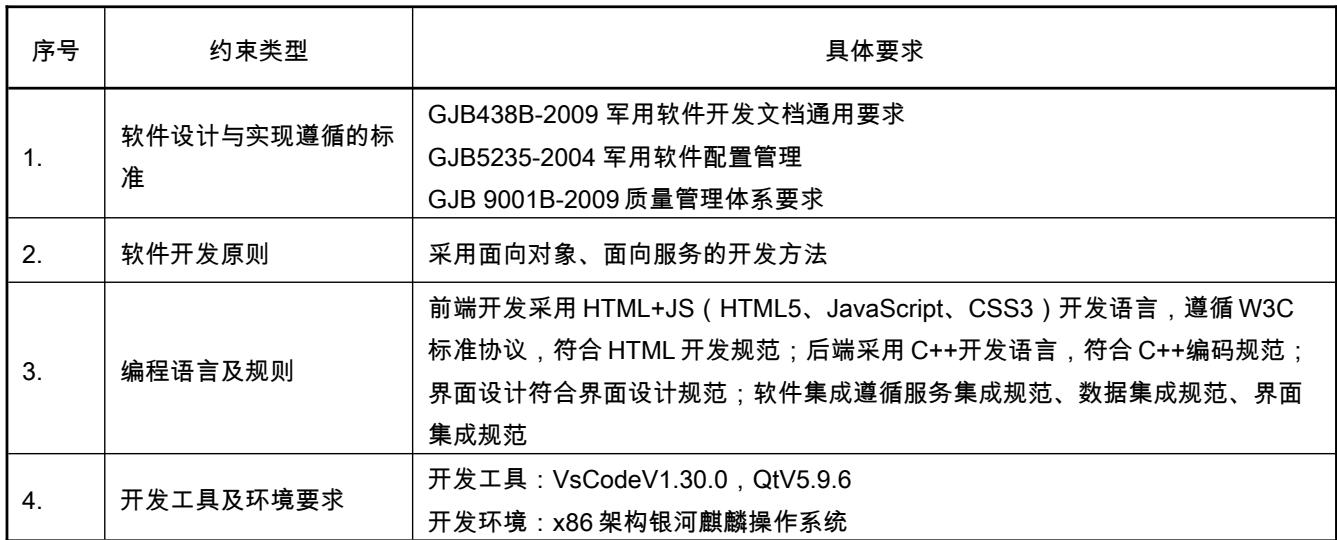 序号 约束类型 具体要求
1. 软件设计与实现遵循的标
准
GJB438B-2009 军用软件开发文档通用要求
GJB5235-2004 军用软件配置管理
GJB 9001B-2009 质量管理体系要求
2. 软件开发原则 采用面向对象、面向服务的开发方法
3. 编程语言及规则
前端开发采用 HTML+JS（HTML5、JavaScript、CSS3）开发语言，遵循 W3C
标准协议，符合 HTML 开发规范；后端采用 C++开发语言，符合 C++编码规范；
界面设计符合界面设计规范；软件集成遵循服务集成规范、数据集成规范、界面
集成规范
4. 开发工具及环境要求
开发工具：VsCodeV1.30.0，QtV5.9.6
开发环境：x86 架构银河麒麟操作系统